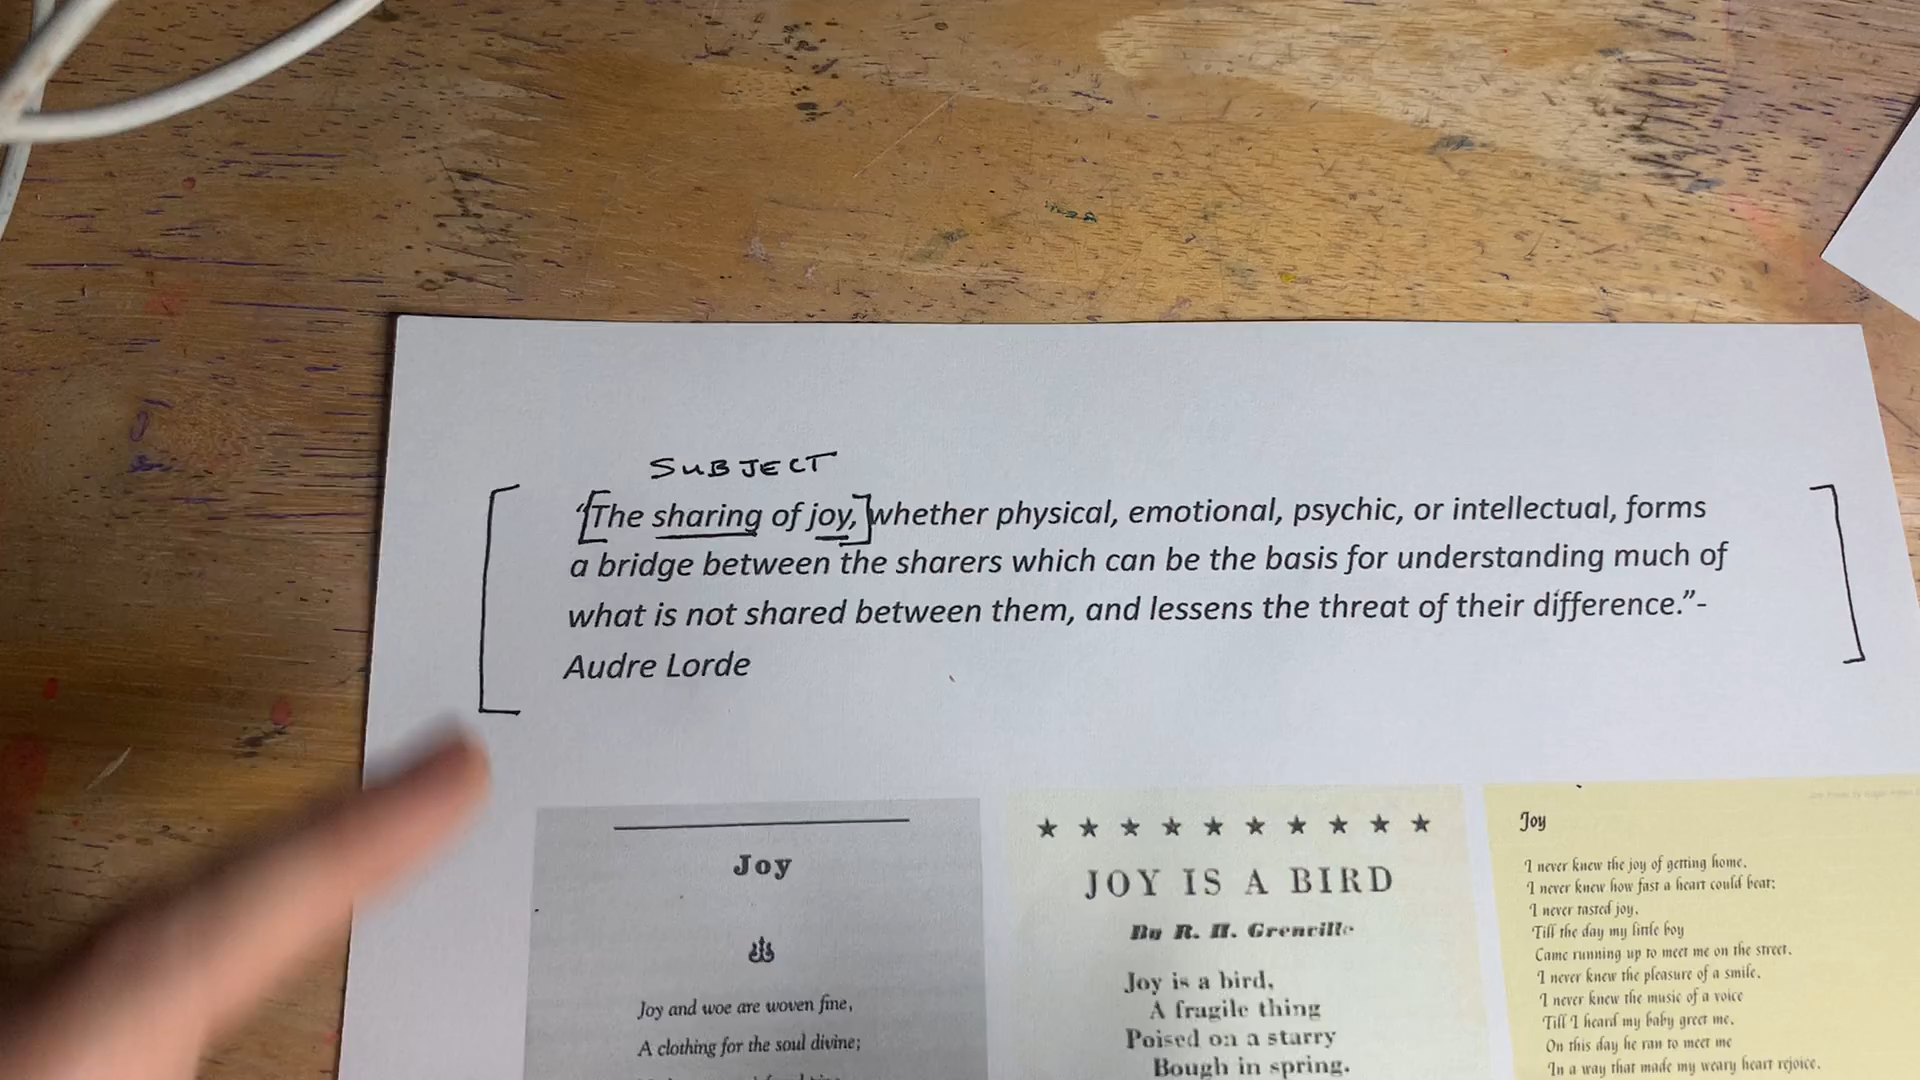 SUBJECT
"[The sharing of joy,] whether physical, emotional, psychic, or intellectual, forms
a bridge between the sharers which can be the basis for understanding much of
what is not shared between them, and lessens the threat of their difference."-
Audre Lorde
Joy
Joy and woe are woven fine,
A clothing for the soul divine;
JOY IS A BIRD
By R. H. Grenville
Joy is a bird,
A fragile thing
Poised on a starry
Bough in spring.
Joy
I never knew the joy of getting home.
I never knew how fast a heart could beat;
I never tasted joy.
Till the day my little boy
Came running up to meet me on the street.
I never knew the pleasure of a smile.
I never knew the music of a voice
Till I heard my baby greet me.
On this day he ran to meet me
In a way that made my weary heart rejoice.